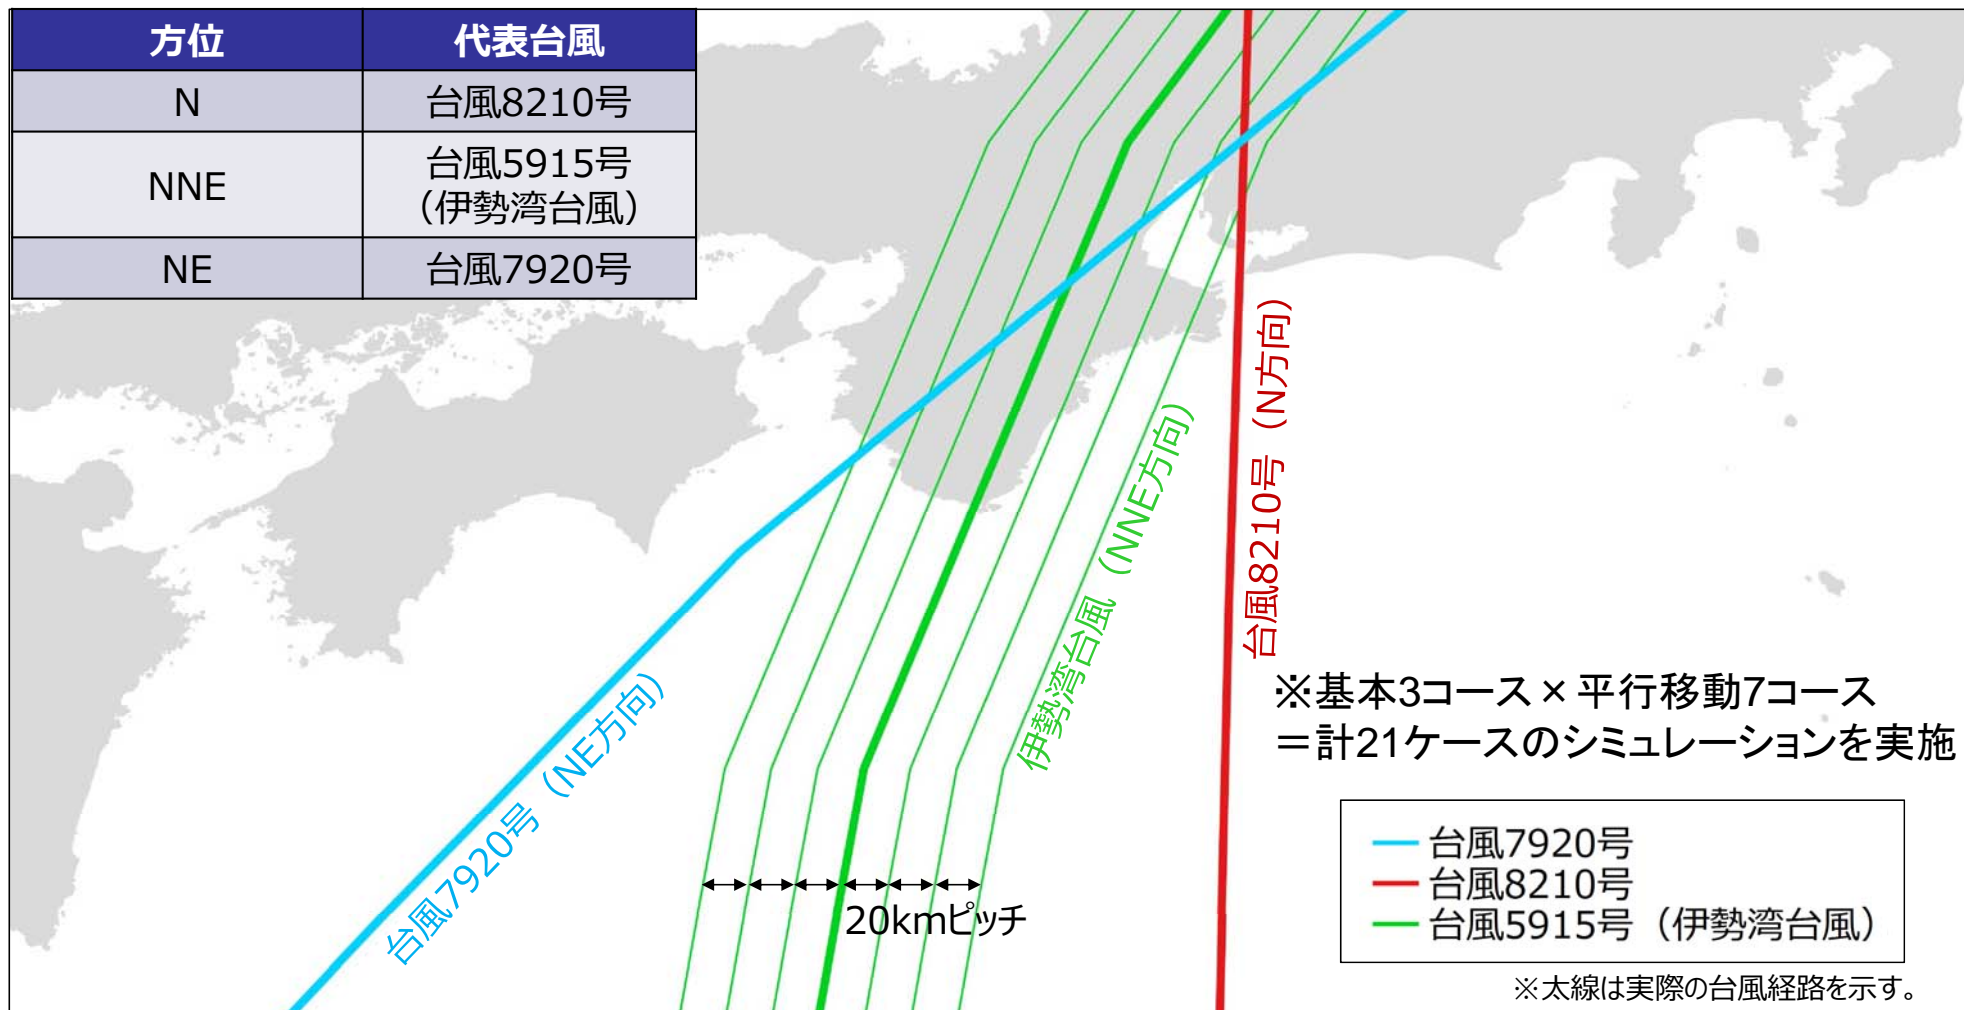 方位 代表台風
N 台風8210号
NNE 台風5915号
（伊勢湾台風）
NE 台風7920号
台風8210号（N方向）
伊勢湾台風（NNE方向）
台風7920号（NE方向）
※基本3コース×平行移動7コース
＝計21ケースのシミュレーションを実施
20kmピッチ
台風7920号
台風8210号
台風5915号（伊勢湾台風）
※太線は実際の台風経路を示す。